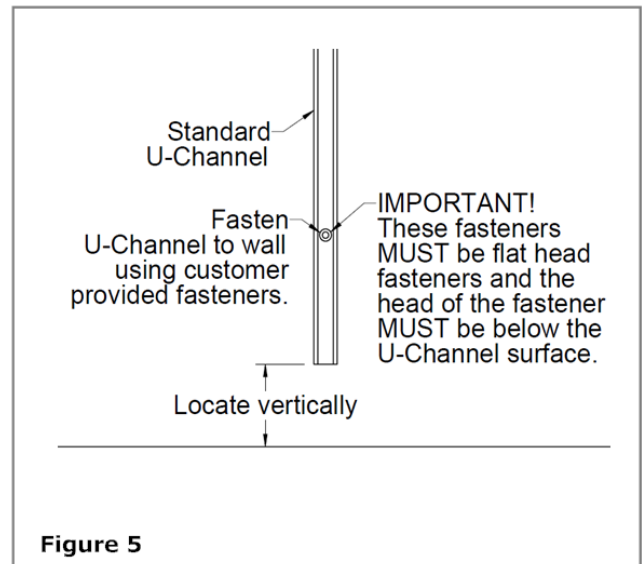 Standard
U-Channel
Fasten
U-Channel to wall
using customer
provided fasteners.
IMPORTANT!
These fasteners
MUST be flat head
fasteners and the
head of the fastener
MUST be below the
U-Channel surface.
Locate vertically
Figure 5